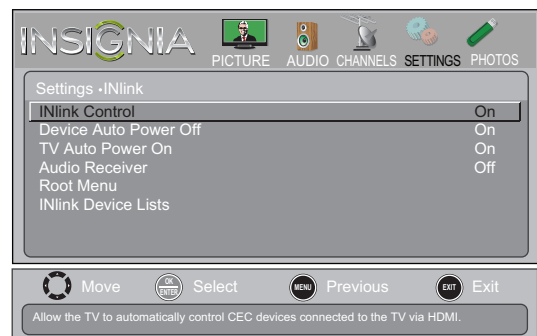 INSIGNIA
PICTURE AUDIO CHANNELS SETTINGS PHOTOS
Settings •INlink
INlink Control On
Device Auto Power Off On
TV Auto Power On On
Audio Receiver Off
Root Menu
INlink Device Lists
Move OK ENTER Select MENU Previous EXIT Exit
Allow the TV to automatically control CEC devices connected to the TV via HDMI.